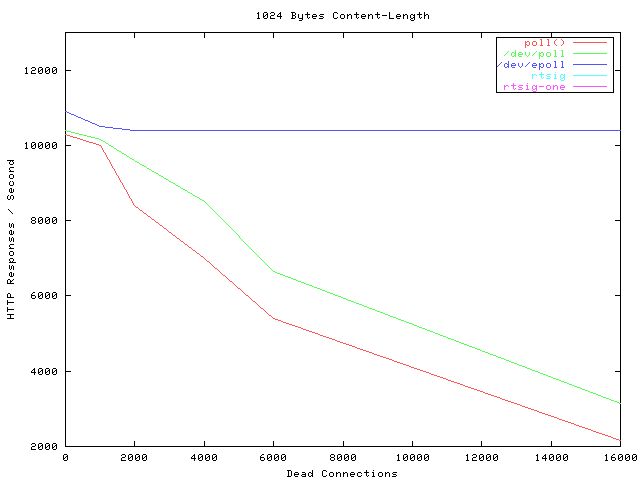 1024 Bytes Content-Length
poll()
/dev/poll
/dev/epoll
rtsig
rtsig-one
12000
10000
8000
6000
4000
2000
HTTP Responses / Second
0 2000 4000 6000 8000 10000 12000 14000 16000
Dead Connections